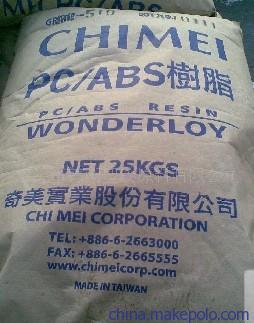 CHIMEI
PC/ABS樹脂
PC/ABS RESIN
WONDERLOY
NET 25KGS
奇美實業股份有限公司
CHI MEI CORPORATION
TEL: +886-6-2663000
FAX: +886-6-2665555
www.chimeicorp.com
MADE IN TAIWAN
china.makepolo.com